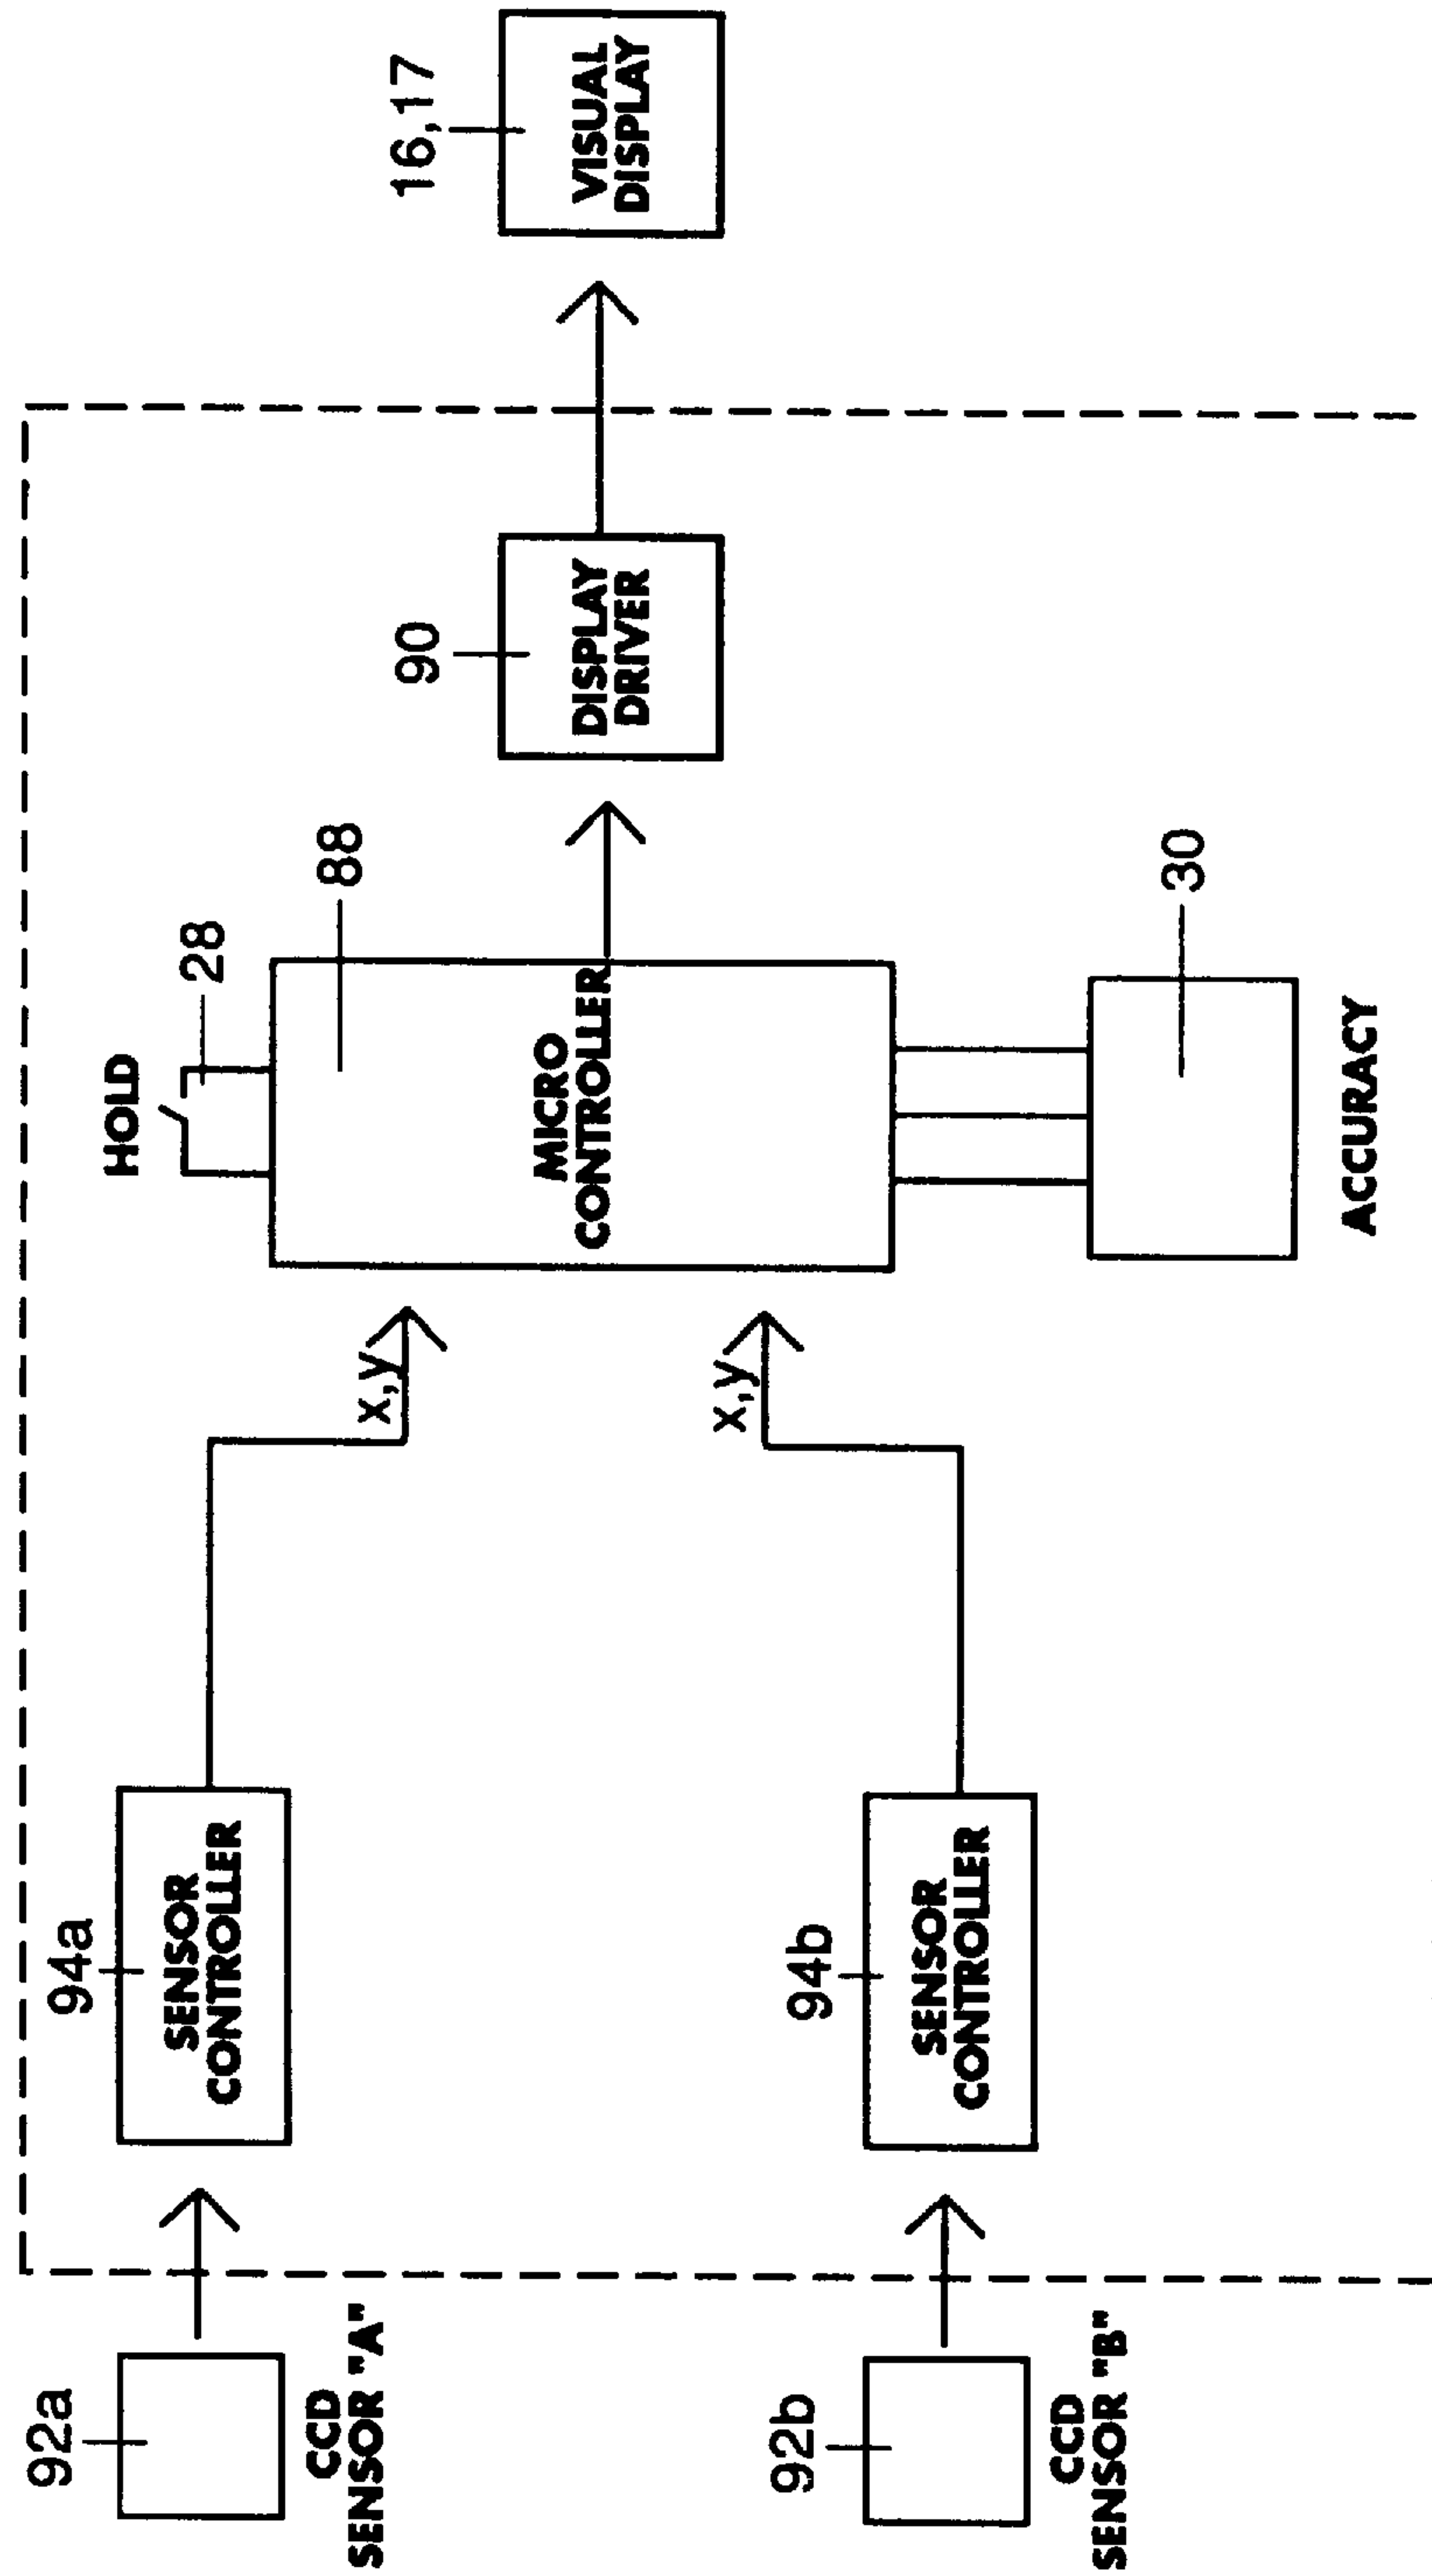 92a
CCD
SENSOR "A"
94a
SENSOR
CONTROLLER
x,y
92b
CCD
SENSOR "B"
94b
SENSOR
CONTROLLER
x,y
HOLD
28
88
MICRO
CONTROLLER
30
ACCURACY
90
DISPLAY
DRIVER
16,17
VISUAL
DISPLAY